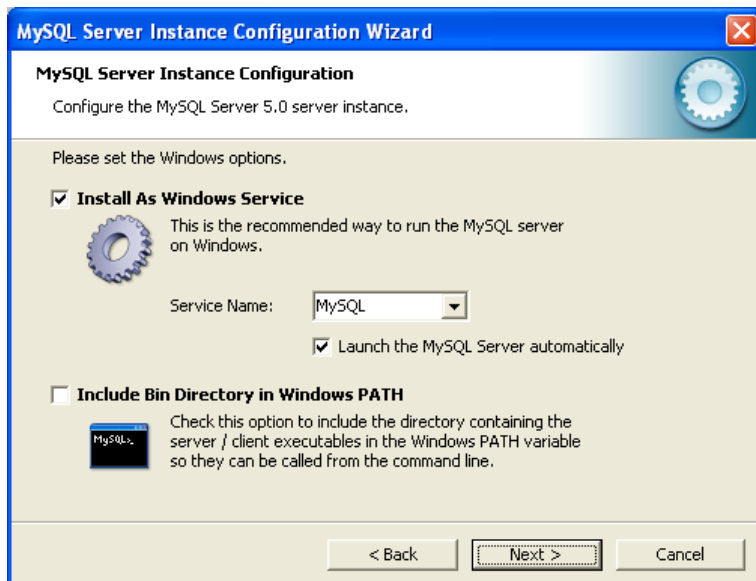 MySQL Server Instance Configuration Wizard
MySQL Server Instance Configuration
Configure the MySQL Server 5.0 server instance.
Please set the Windows options.
Install As Windows Service
This is the recommended way to run the MySQL server
on Windows.
Service Name: MySQL
Launch the MySQL Server automatically
Include Bin Directory in Windows PATH
MySQL>_
Check this option to include the directory containing the
server / client executables in the Windows PATH variable
so they can be called from the command line.
< Back Next > Cancel